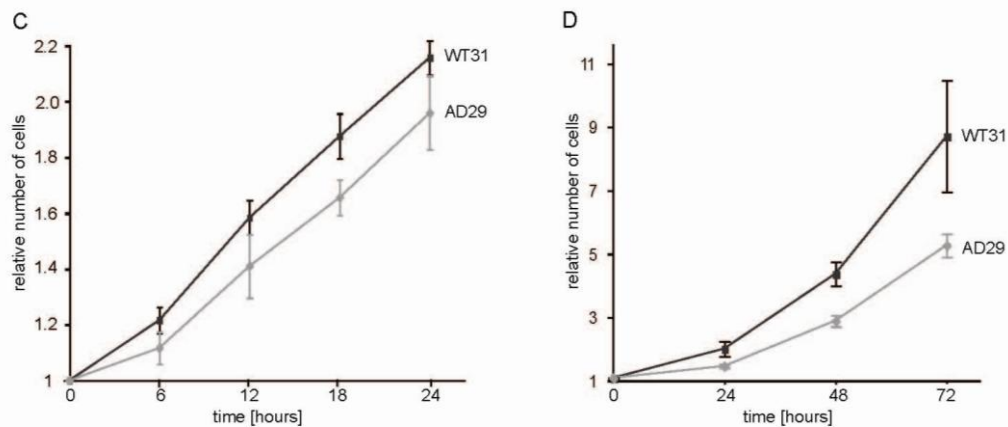 C
2.2
2.0
1.8
1.6
1.4
1.2
1
relative number of cells
WT31
AD29
0 6 12 18 24
time [hours]
D
11
9
7
5
3
1
relative number of cells
WT31
AD29
0 24 48 72
time [hours]